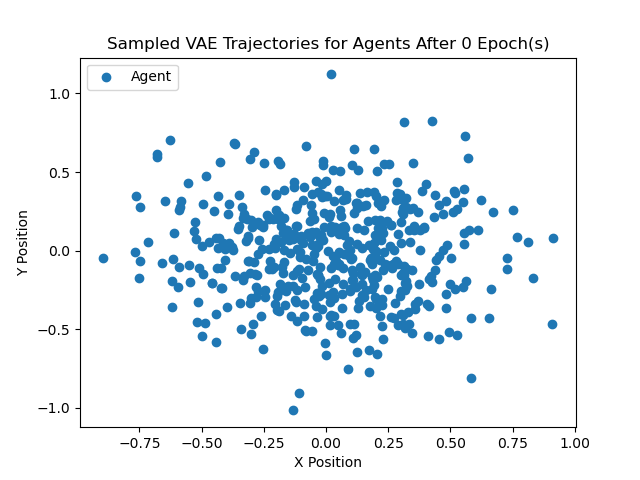 Sampled VAE Trajectories for Agents After 0 Epoch(s)
Agent
1.0
0.5
0.0
−0.5
−1.0
Y Position
−0.75 −0.50 −0.25 0.00 0.25 0.50 0.75 1.00
X Position